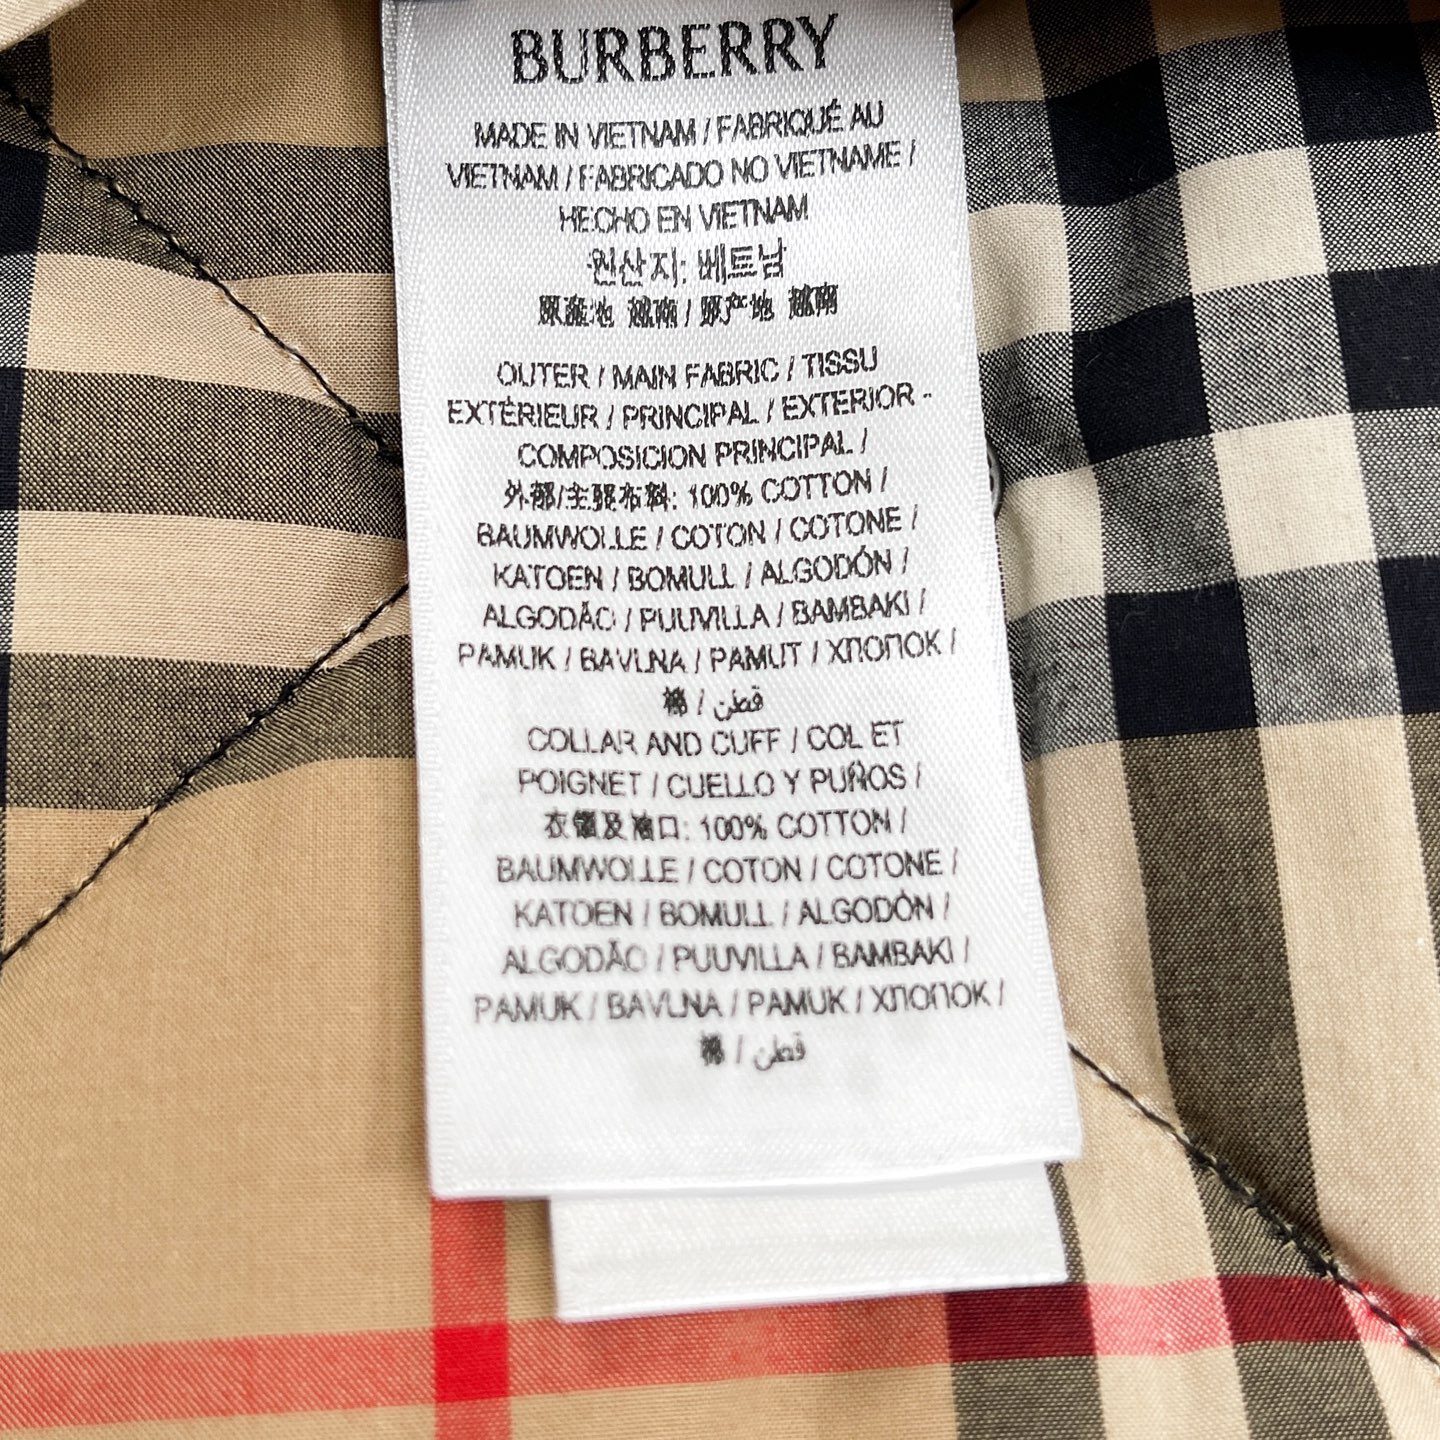 BURBERRY
MADE IN VIETNAM / FABRIQUÉ AU
VIETNAM / FABRICADO NO VIETNAME /
HECHO EN VIETNAM
원산지: 베트남
原產地 越南 / 原产地 越南
OUTER / MAIN FABRIC / TISSU
EXTÉRIEUR / PRINCIPAL / EXTERIOR -
COMPOSICION PRINCIPAL /
外部/主要布料: 100% COTTON /
BAUMWOLLE / COTON / COTONE /
KATOEN / BOMULL / ALGODÓN /
ALGODÃO / PUUVILLA / BAMBAKI /
PAMUK / BAVLNA / PAMUT / ХЛОПОК /
棉 / قطن
COLLAR AND CUFF / COL ET
POIGNET / CUELLO Y PUÑOS /
衣領及袖口: 100% COTTON /
BAUMWOLLE / COTON / COTONE /
KATOEN / BOMULL / ALGODÓN /
ALGODÃO / PUUVILLA / BAMBAKI /
PAMUK / BAVLNA / PAMUK / ХЛОПОК /
棉 / قطن